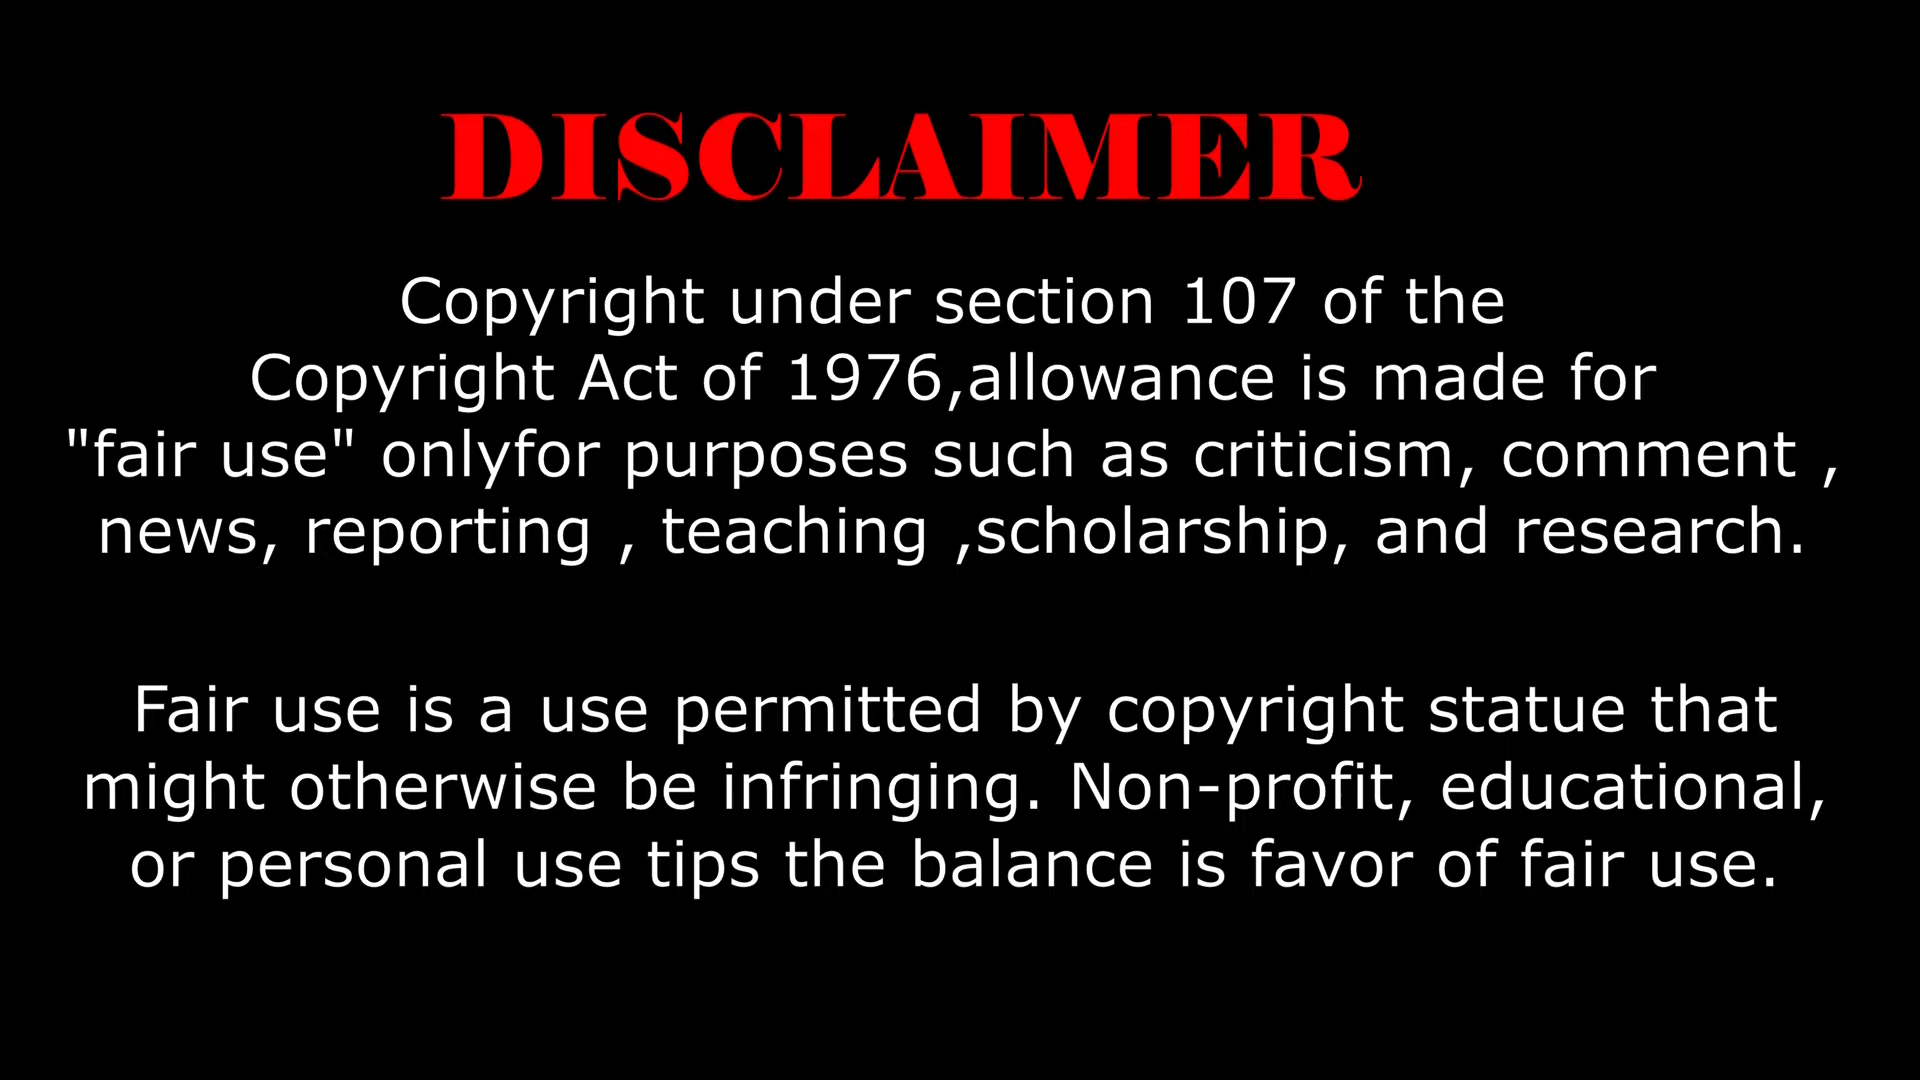 DISCLAIMER
Copyright under section 107 of the
Copyright Act of 1976,allowance is made for
"fair use" onlyfor purposes such as criticism, comment ,
news, reporting , teaching ,scholarship, and research.
Fair use is a use permitted by copyright statue that
might otherwise be infringing. Non-profit, educational,
or personal use tips the balance is favor of fair use.